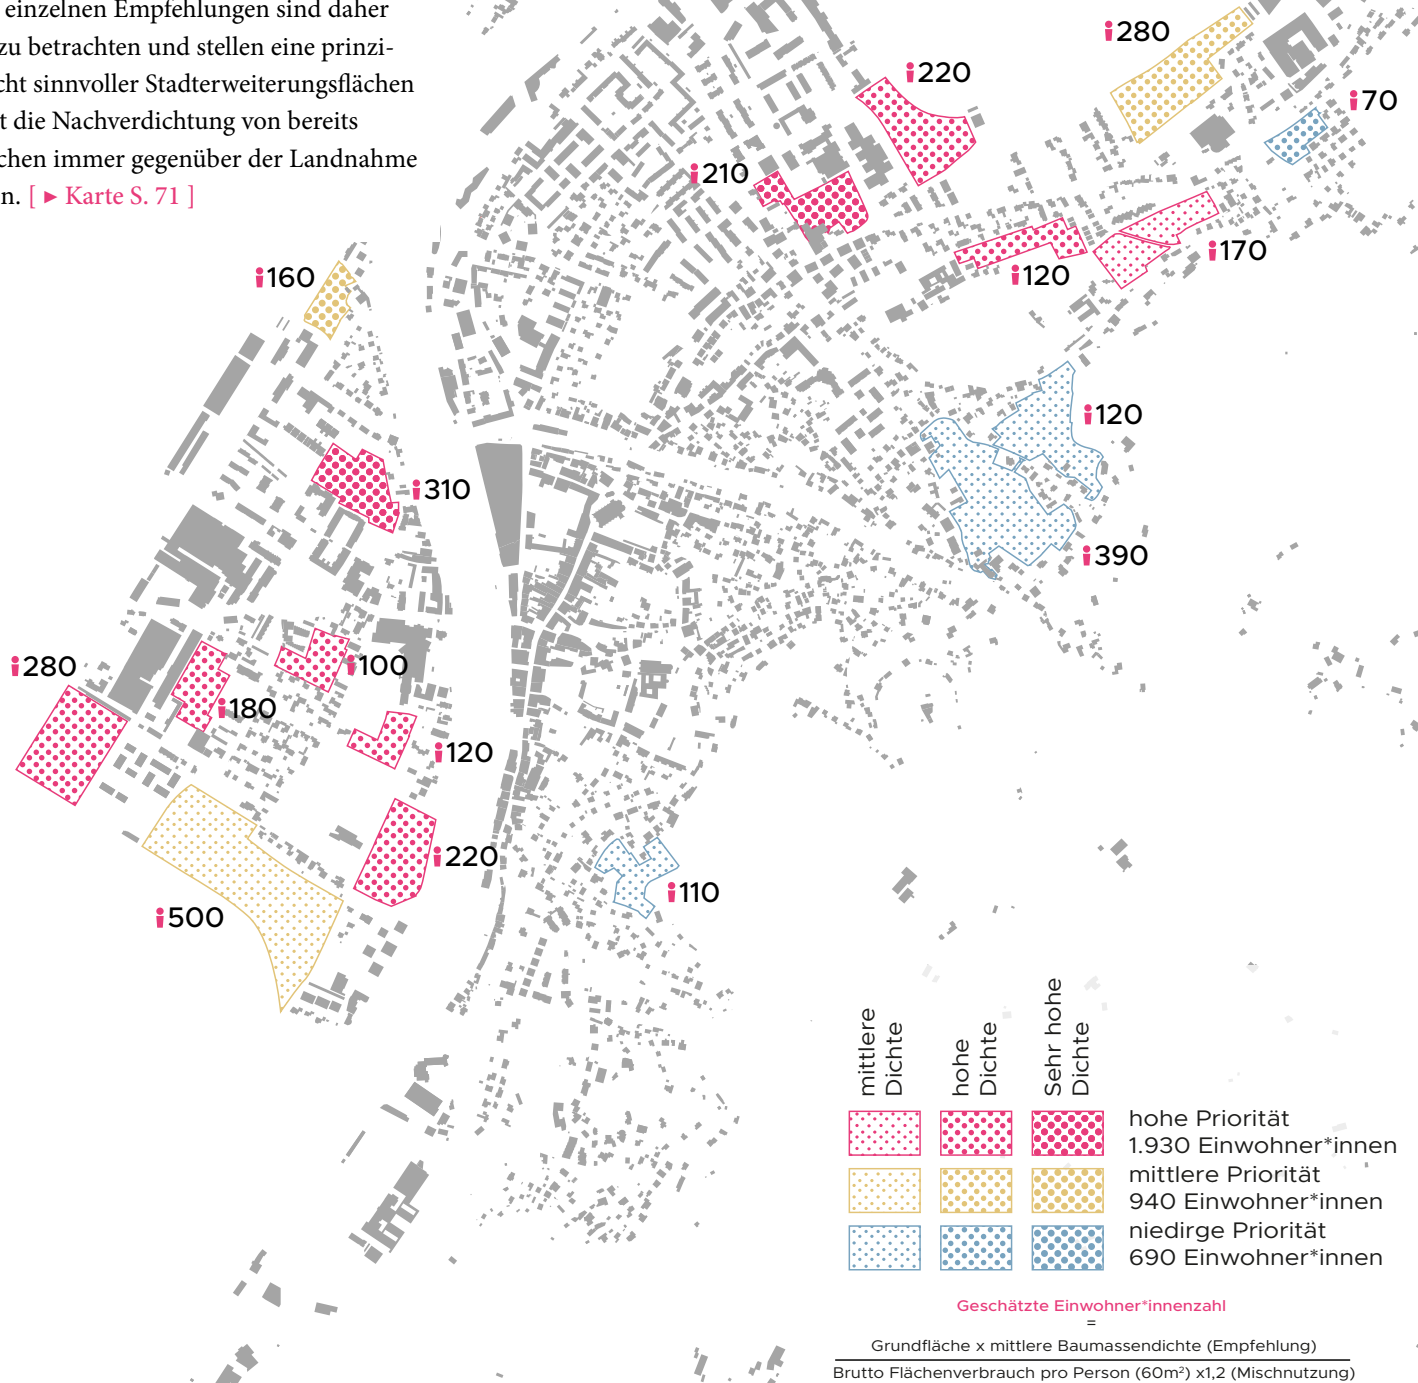 einzelnen Empfehlungen sind daher
zu betrachten und stellen eine prinzi-
cht sinnvoller Stadterweiterungsflächen
t die Nachverdichtung von bereits
chen immer gegenüber der Landnahme
n. [ ▸ Karte S. 71 ]
280
220
70
210
170
120
160
120
310
390
280
100
180
120
220
110
500
mittlere
Dichte
hohe
Dichte
Sehr hohe
Dichte
hohe Priorität
1.930 Einwohner*innen
mittlere Priorität
940 Einwohner*innen
niedirge Priorität
690 Einwohner*innen
Geschätzte Einwohner*innenzahl
=
Grundfläche x mittlere Baumassendichte (Empfehlung)
Brutto Flächenverbrauch pro Person (60m²) x1,2 (Mischnutzung)